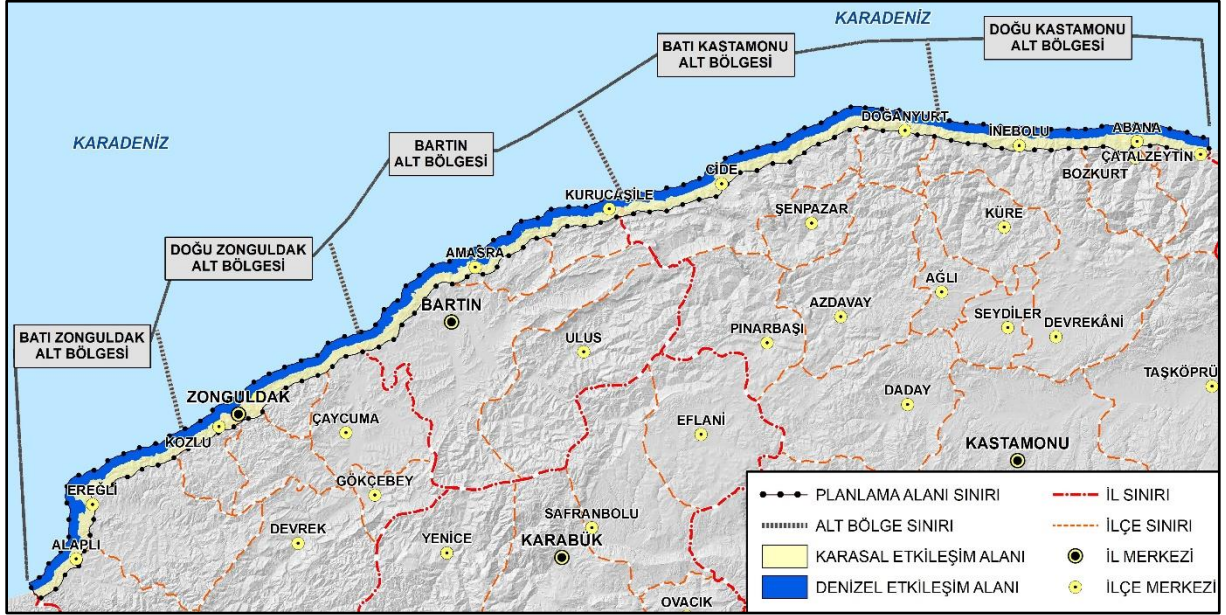 KARADENİZ
DOĞU KASTAMONU
ALT BÖLGESİ
BATI KASTAMONU
ALT BÖLGESİ
KARADENİZ
BARTIN
ALT BÖLGESİ
DOĞU ZONGULDAK
ALT BÖLGESİ
BATI ZONGULDAK
ALT BÖLGESİ
DOĞANYURT
İNEBOLU
ABANA
ÇATALZEYTİN
BOZKURT
CİDE
KURUCAŞİLE
ŞENPAZAR
KÜRE
AMASRA
BARTIN
AĞLI
AZDAVAY
SEYDİLER
DEVREKÂNİ
PINARBAŞI
ULUS
TAŞKÖPRÜ
DADAY
ZONGULDAK
KOZLU
ÇAYCUMA
EFLANİ
KASTAMONU
GÖKÇEBEY
EREĞLİ
DEVREK
ALAPLI
YENİCE
SAFRANBOLU
KARABÜK
OVACIK
PLANLAMA ALANI SINIRI
ALT BÖLGE SINIRI
KARASAL ETKİLEŞİM ALANI
DENİZEL ETKİLEŞİM ALANI
İL SINIRI
İLÇE SINIRI
İL MERKEZİ
İLÇE MERKEZİ